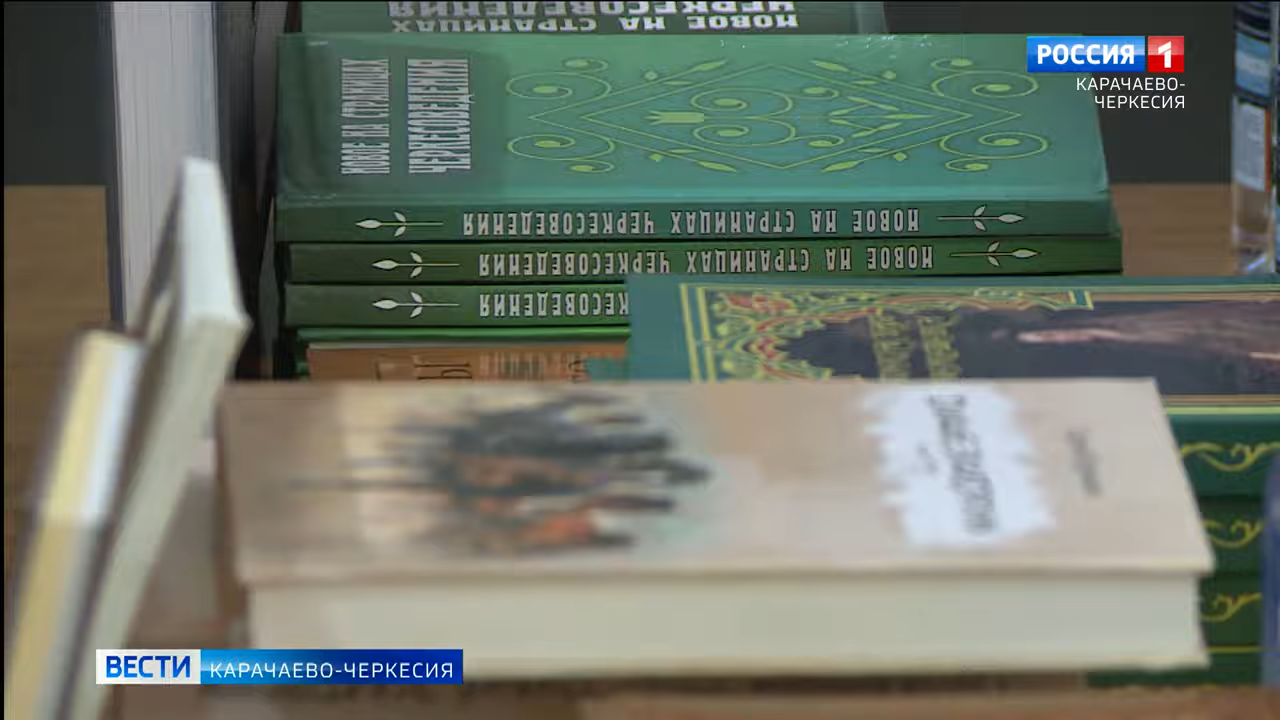 НОВОЕ НА СТРАНИЦАХ
ЧЕРКЕСОВЕДЕНИЯ
РОССИЯ 1
КАРАЧАЕВО-
ЧЕРКЕСИЯ
НОВОЕ НА СТРАНИЦАХ
ЧЕРКЕСОВЕДЕНИЯ
НОВОЕ НА СТРАНИЦАХ ЧЕРКЕСОВЕДЕНИЯ
НОВОЕ НА СТРАНИЦАХ ЧЕРКЕСОВЕДЕНИЯ
КЕСОВЕДЕНИЯ
ВЕСТИ КАРАЧАЕВО-ЧЕРКЕСИЯ